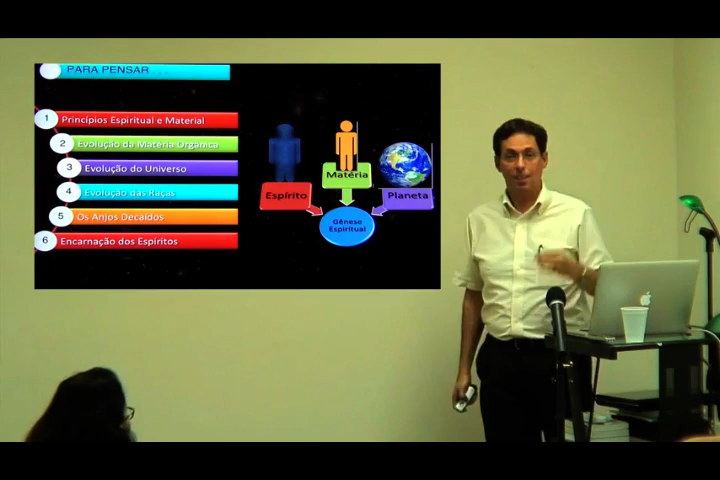 PARA PENSAR ...
1 Princípios Espiritual e Material
2 Evolução da Matéria Orgânica
3 Evolução do Universo
4 Evolução das Raças
5 Os Anjos Decaídos
6 Encarnação dos Espíritos
Matéria
Espírito
Planeta
Gênese
Espiritual